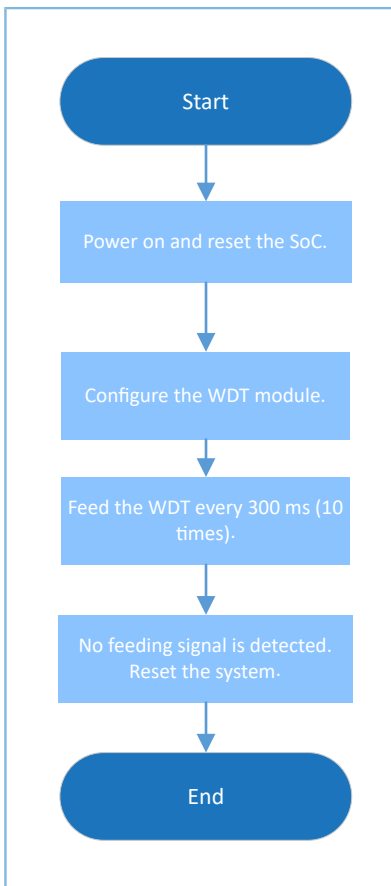 Start
Power on and reset the SoC.
Configure the WDT module.
Feed the WDT every 300 ms (10
times).
No feeding signal is detected.
Reset the system.
End